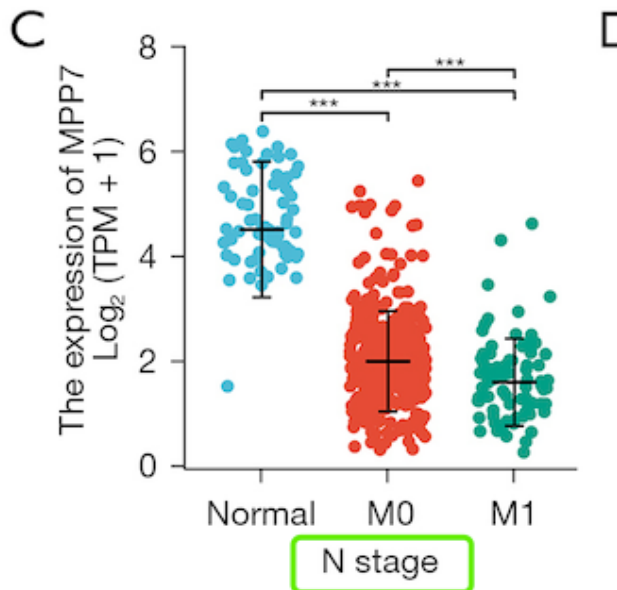 C
D
The expression of MPP7
Log₂ (TPM + 1)
8
6
4
2
0
***
***
***
Normal M0 M1
N stage